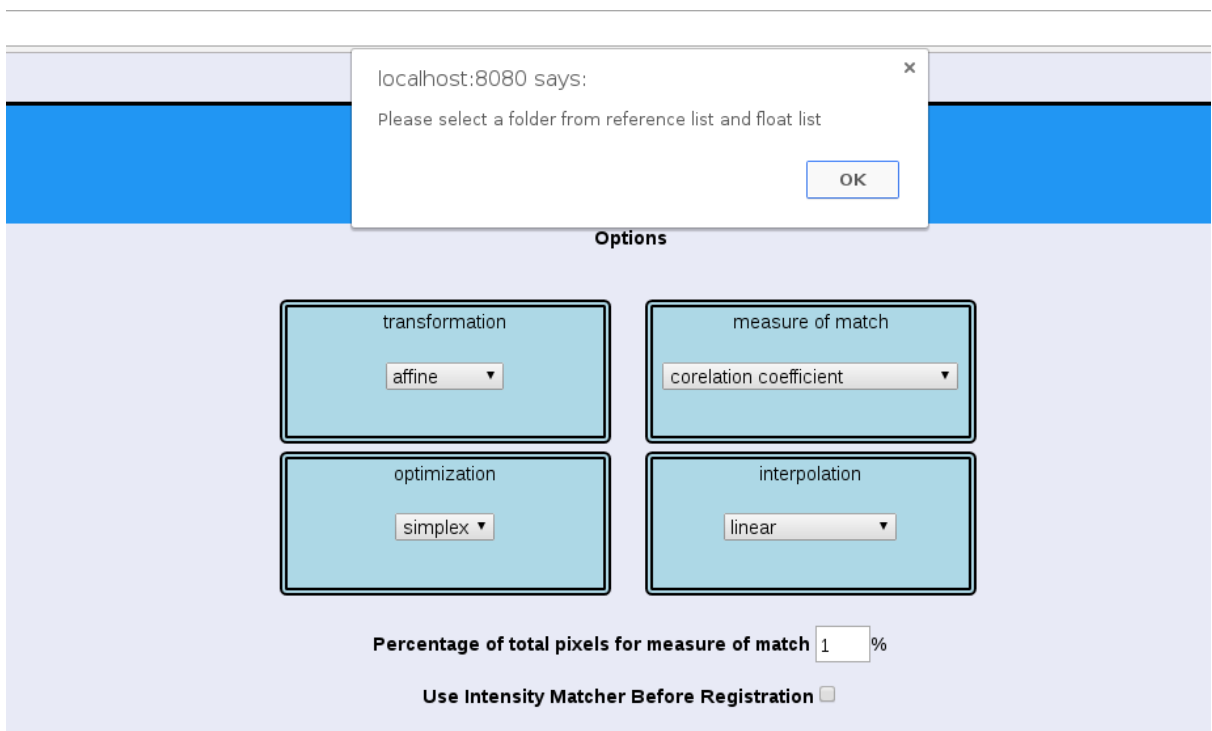 localhost:8080 says:
Please select a folder from reference list and float list
OK
Options
transformation
affine
measure of match
corelation coefficient
optimization
simplex
interpolation
linear
Percentage of total pixels for measure of match 1 %
Use Intensity Matcher Before Registration